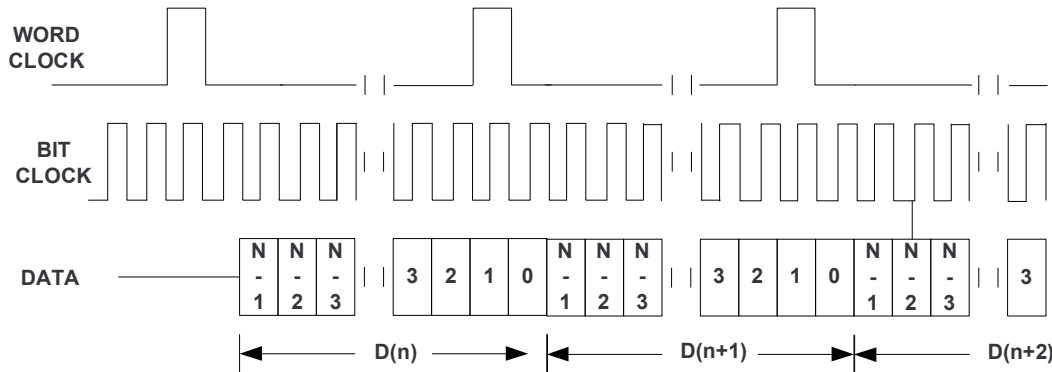 WORD
CLOCK
BIT
CLOCK
DATA
N-1 N-2 N-3 3 2 1 0 N-1 N-2 N-3 3 2 1 0 N-1 N-2 N-3 3
D(n) D(n+1) D(n+2)